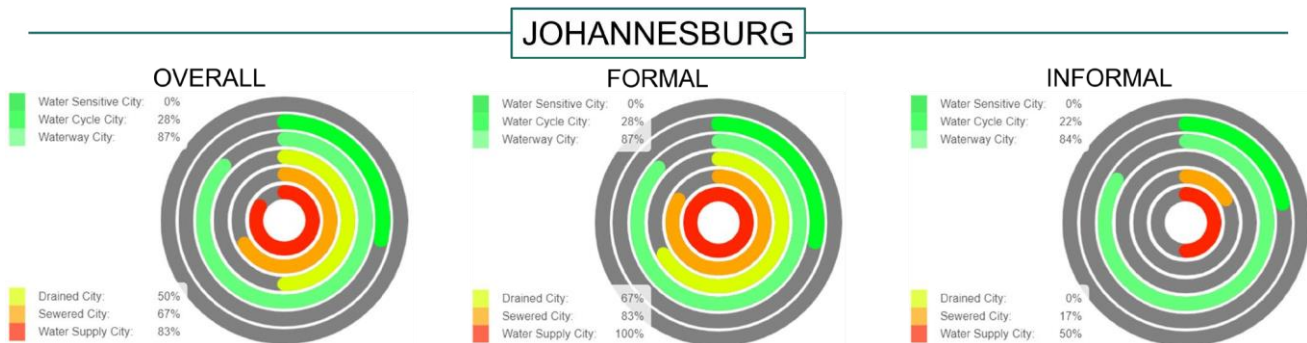 JOHANNESBURG
OVERALL
Water Sensitive City: 0%
Water Cycle City: 28%
Waterway City: 87%
Drained City: 50%
Sewered City: 67%
Water Supply City: 83%
FORMAL
Water Sensitive City: 0%
Water Cycle City: 28%
Waterway City: 87%
Drained City: 67%
Sewered City: 83%
Water Supply City: 100%
INFORMAL
Water Sensitive City: 0%
Water Cycle City: 22%
Waterway City: 84%
Drained City: 0%
Sewered City: 17%
Water Supply City: 50%